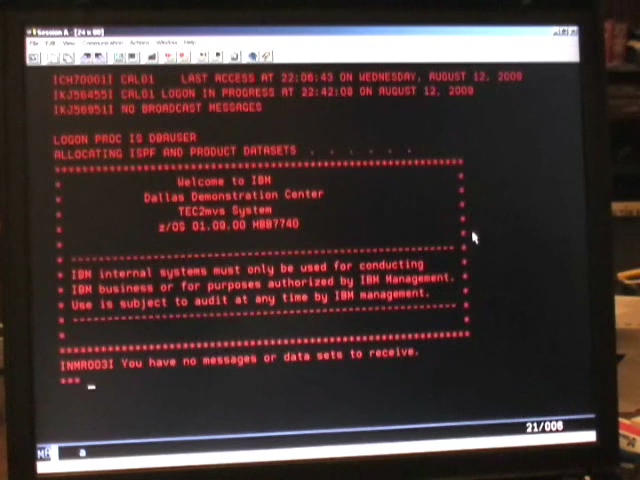 Session A - [24 x 80]
File Edit View Communication Actions Window Help
ICH70001I CAL01 LAST ACCESS AT 22:06:43 ON WEDNESDAY, AUGUST 12, 2009
IKJ56455I CAL01 LOGON IN PROGRESS AT 22:42:08 ON AUGUST 12, 2009
IKJ56951I NO BROADCAST MESSAGES
LOGON PROC IS DBAUSER
ALLOCATING ISPF AND PRODUCT DATASETS . . . . . .
Welcome to IBM
Dallas Demonstration Center
TEC2mvs System
z/OS 01.09.00 HBB7740
IBM internal systems must only be used for conducting
IBM business or for purposes authorized by IBM Management.
Use is subject to audit at any time by IBM management.
INMR003I You have no messages or data sets to receive.
***
21/006
a